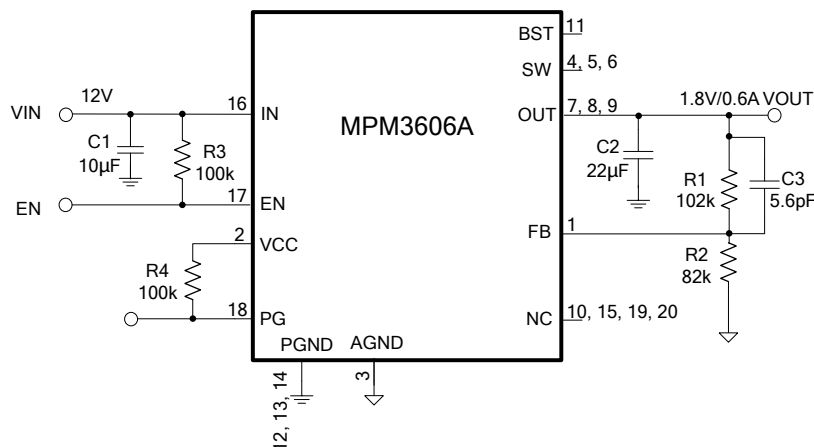 BST
11
SW
4, 5, 6
VIN
12V
16
IN
MPM3606A
OUT
7, 8, 9
1.8V/0.6A VOUT
C1
10µF
R3
100k
C2
22µF
R1
102k
C3
5.6pF
EN
17
EN
2
VCC
FB
1
R4
100k
R2
82k
18
PG
NC
10, 15, 19, 20
PGND
AGND
12, 13, 14
3